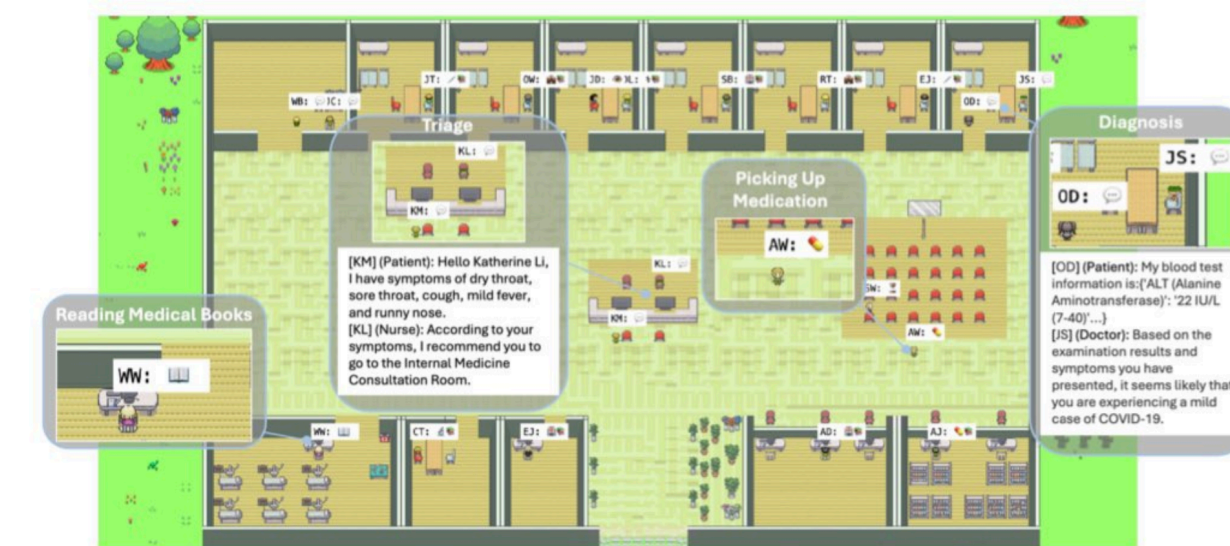 JT:
OW:
JD:
SB:
RT:
EJ:
JS:
WB:
JC:
OD:
Triage
KL:
KM:
[KM] (Patient): Hello Katherine Li,
I have symptoms of dry throat,
sore throat, cough, mild fever,
and runny nose.
[KL] (Nurse): According to your
symptoms, I recommend you to
go to the Internal Medicine
Consultation Room.
Picking Up
Medication
AW:
Diagnosis
JS:
OD:
[OD] (Patient): My blood test
information is:{'ALT (Alanine
Aminotransferase)': '22 IU/L
(7-40)'...}
[JS] (Doctor): Based on the
examination results and
symptoms you have
presented, it seems likely that
you are experiencing a mild
case of COVID-19.
KL:
KM:
SW:
AW:
Reading Medical Books
WW:
WW:
CT:
EJ:
AD:
AJ: